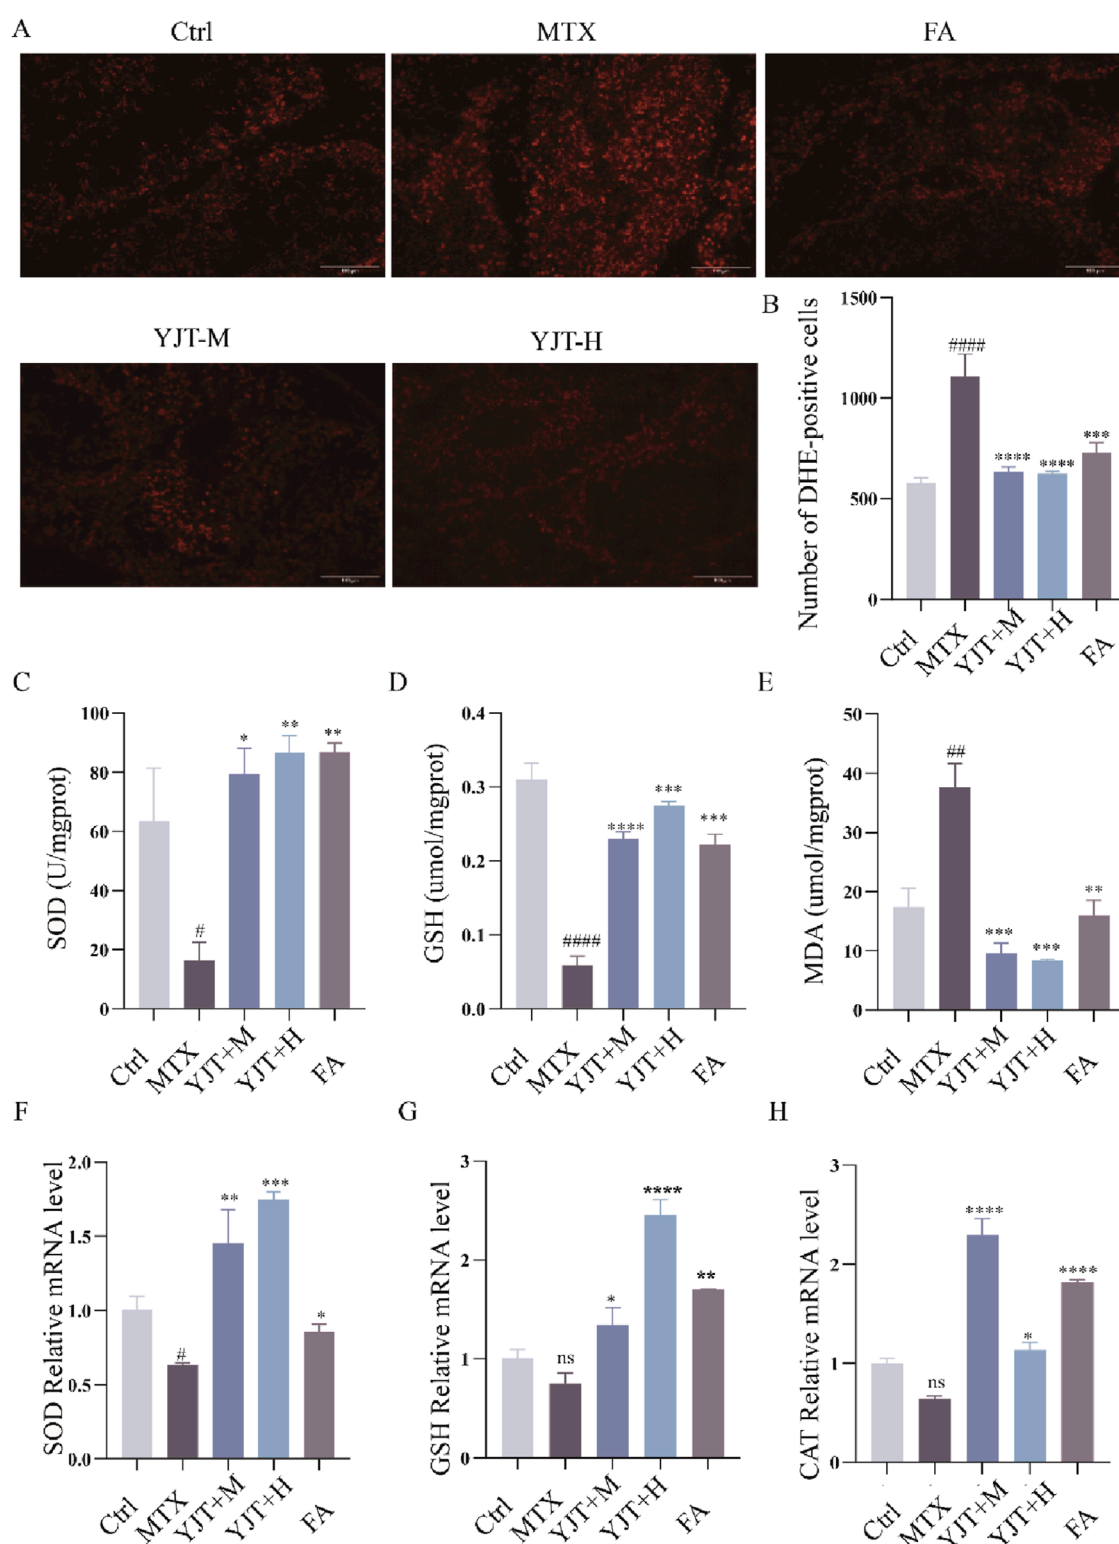 A
Ctrl
MTX
FA
100μm
100μm
100μm
YJT-M
YJT-H
100μm
100μm
B
Number of DHE-positive cells
1500
1000
500
0
####
****
****
***
Ctrl
MTX
YJT+M
YJT+H
FA
C
SOD (U/mgprot)
100
80
60
40
20
0
#
*
**
**
Ctrl
MTX
YJT+M
YJT+H
FA
D
GSH (umol/mgprot)
0.4
0.3
0.2
0.1
0.0
####
****
***
***
Ctrl
MTX
YJT+M
YJT+H
FA
E
MDA (umol/mgprot)
50
40
30
20
10
0
##
***
***
**
Ctrl
MTX
YJT+M
YJT+H
FA
F
SOD Relative mRNA level
2.0
1.5
1.0
0.5
0.0
#
**
***
*
Ctrl
MTX
YJT+M
YJT+H
FA
G
GSH Relative mRNA level
3
2
1
0
ns
*
****
**
Ctrl
MTX
YJT+M
YJT+H
FA
H
CAT Relative mRNA level
3
2
1
0
ns
****
*
****
Ctrl
MTX
YJT+M
YJT+H
FA